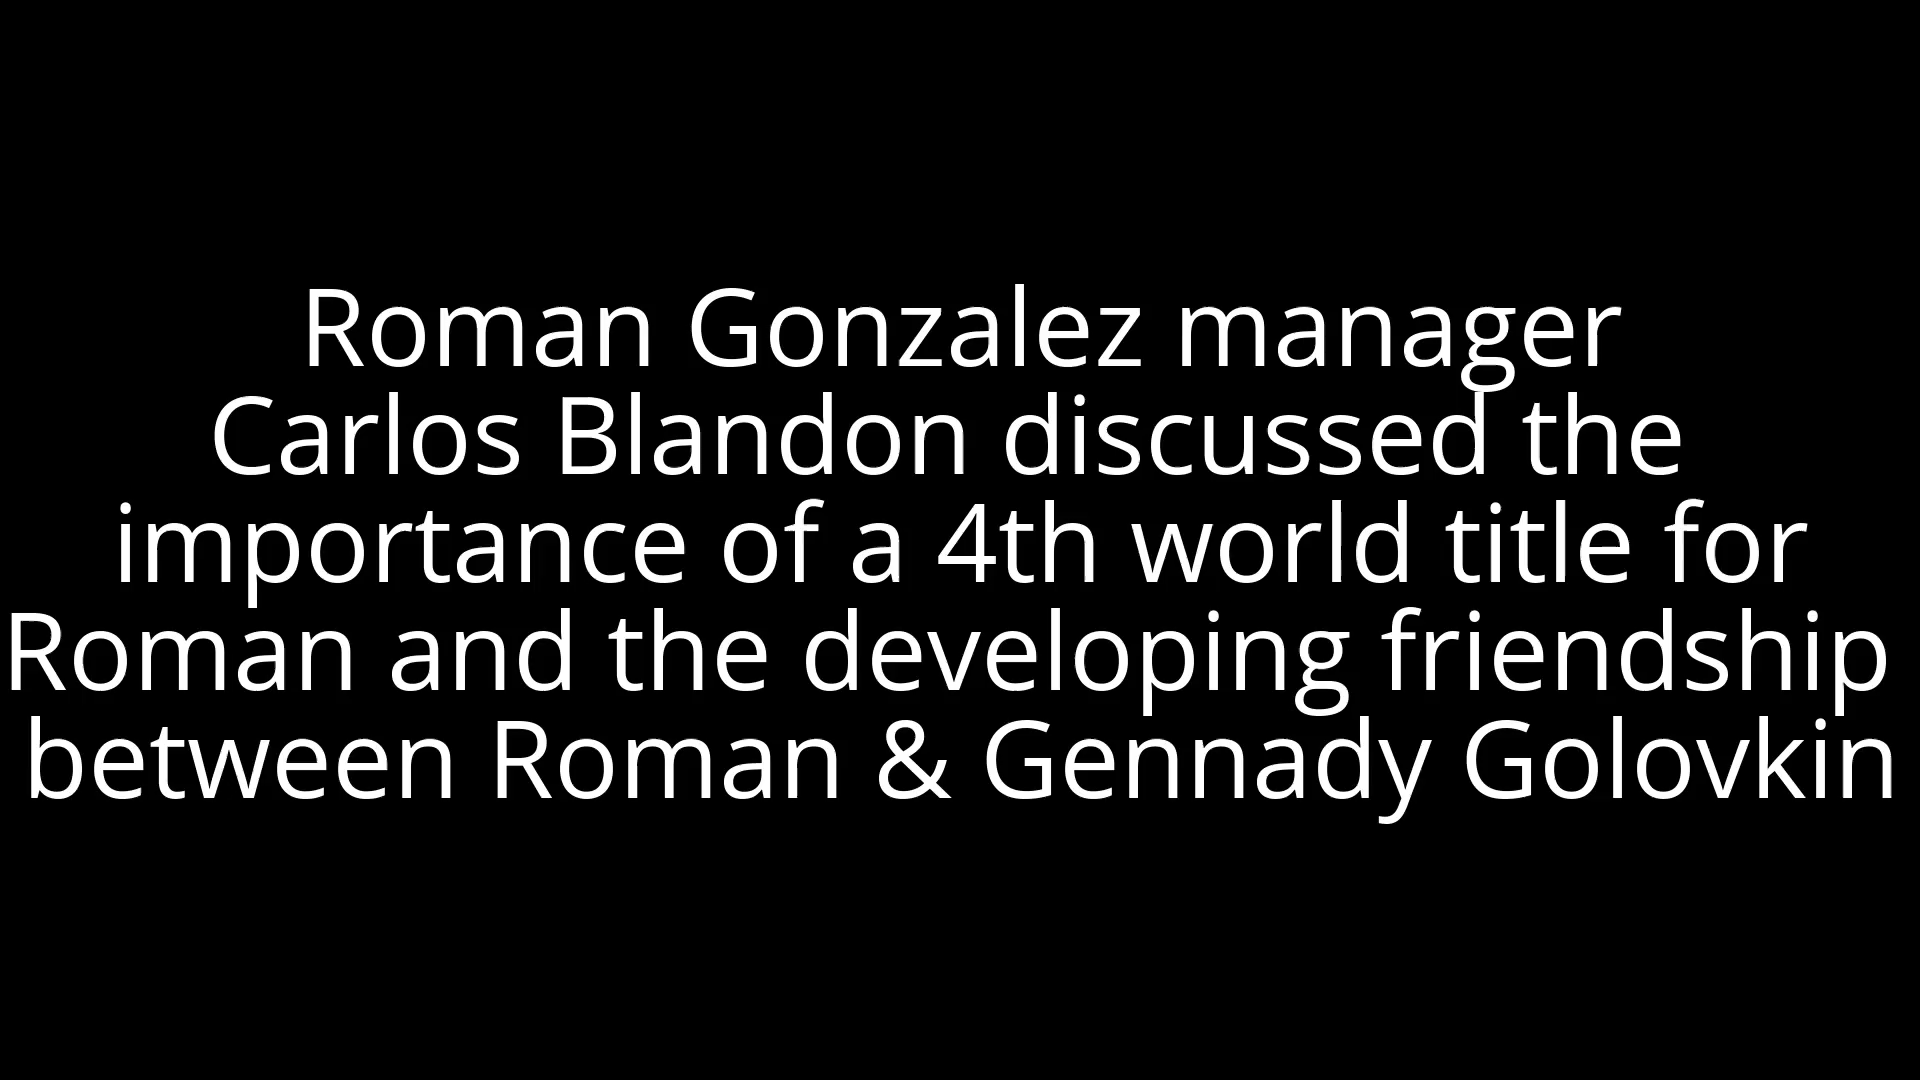 Roman Gonzalez manager
Carlos Blandon discussed the
importance of a 4th world title for
Roman and the developing friendship
between Roman & Gennady Golovkin